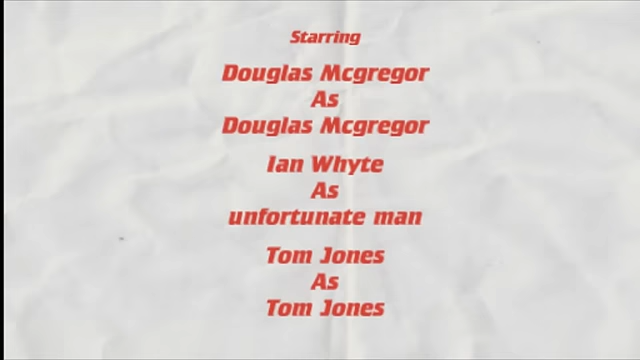 Starring
Douglas Mcgregor
As
Douglas Mcgregor
Ian Whyte
As
unfortunate man
Tom Jones
As
Tom Jones